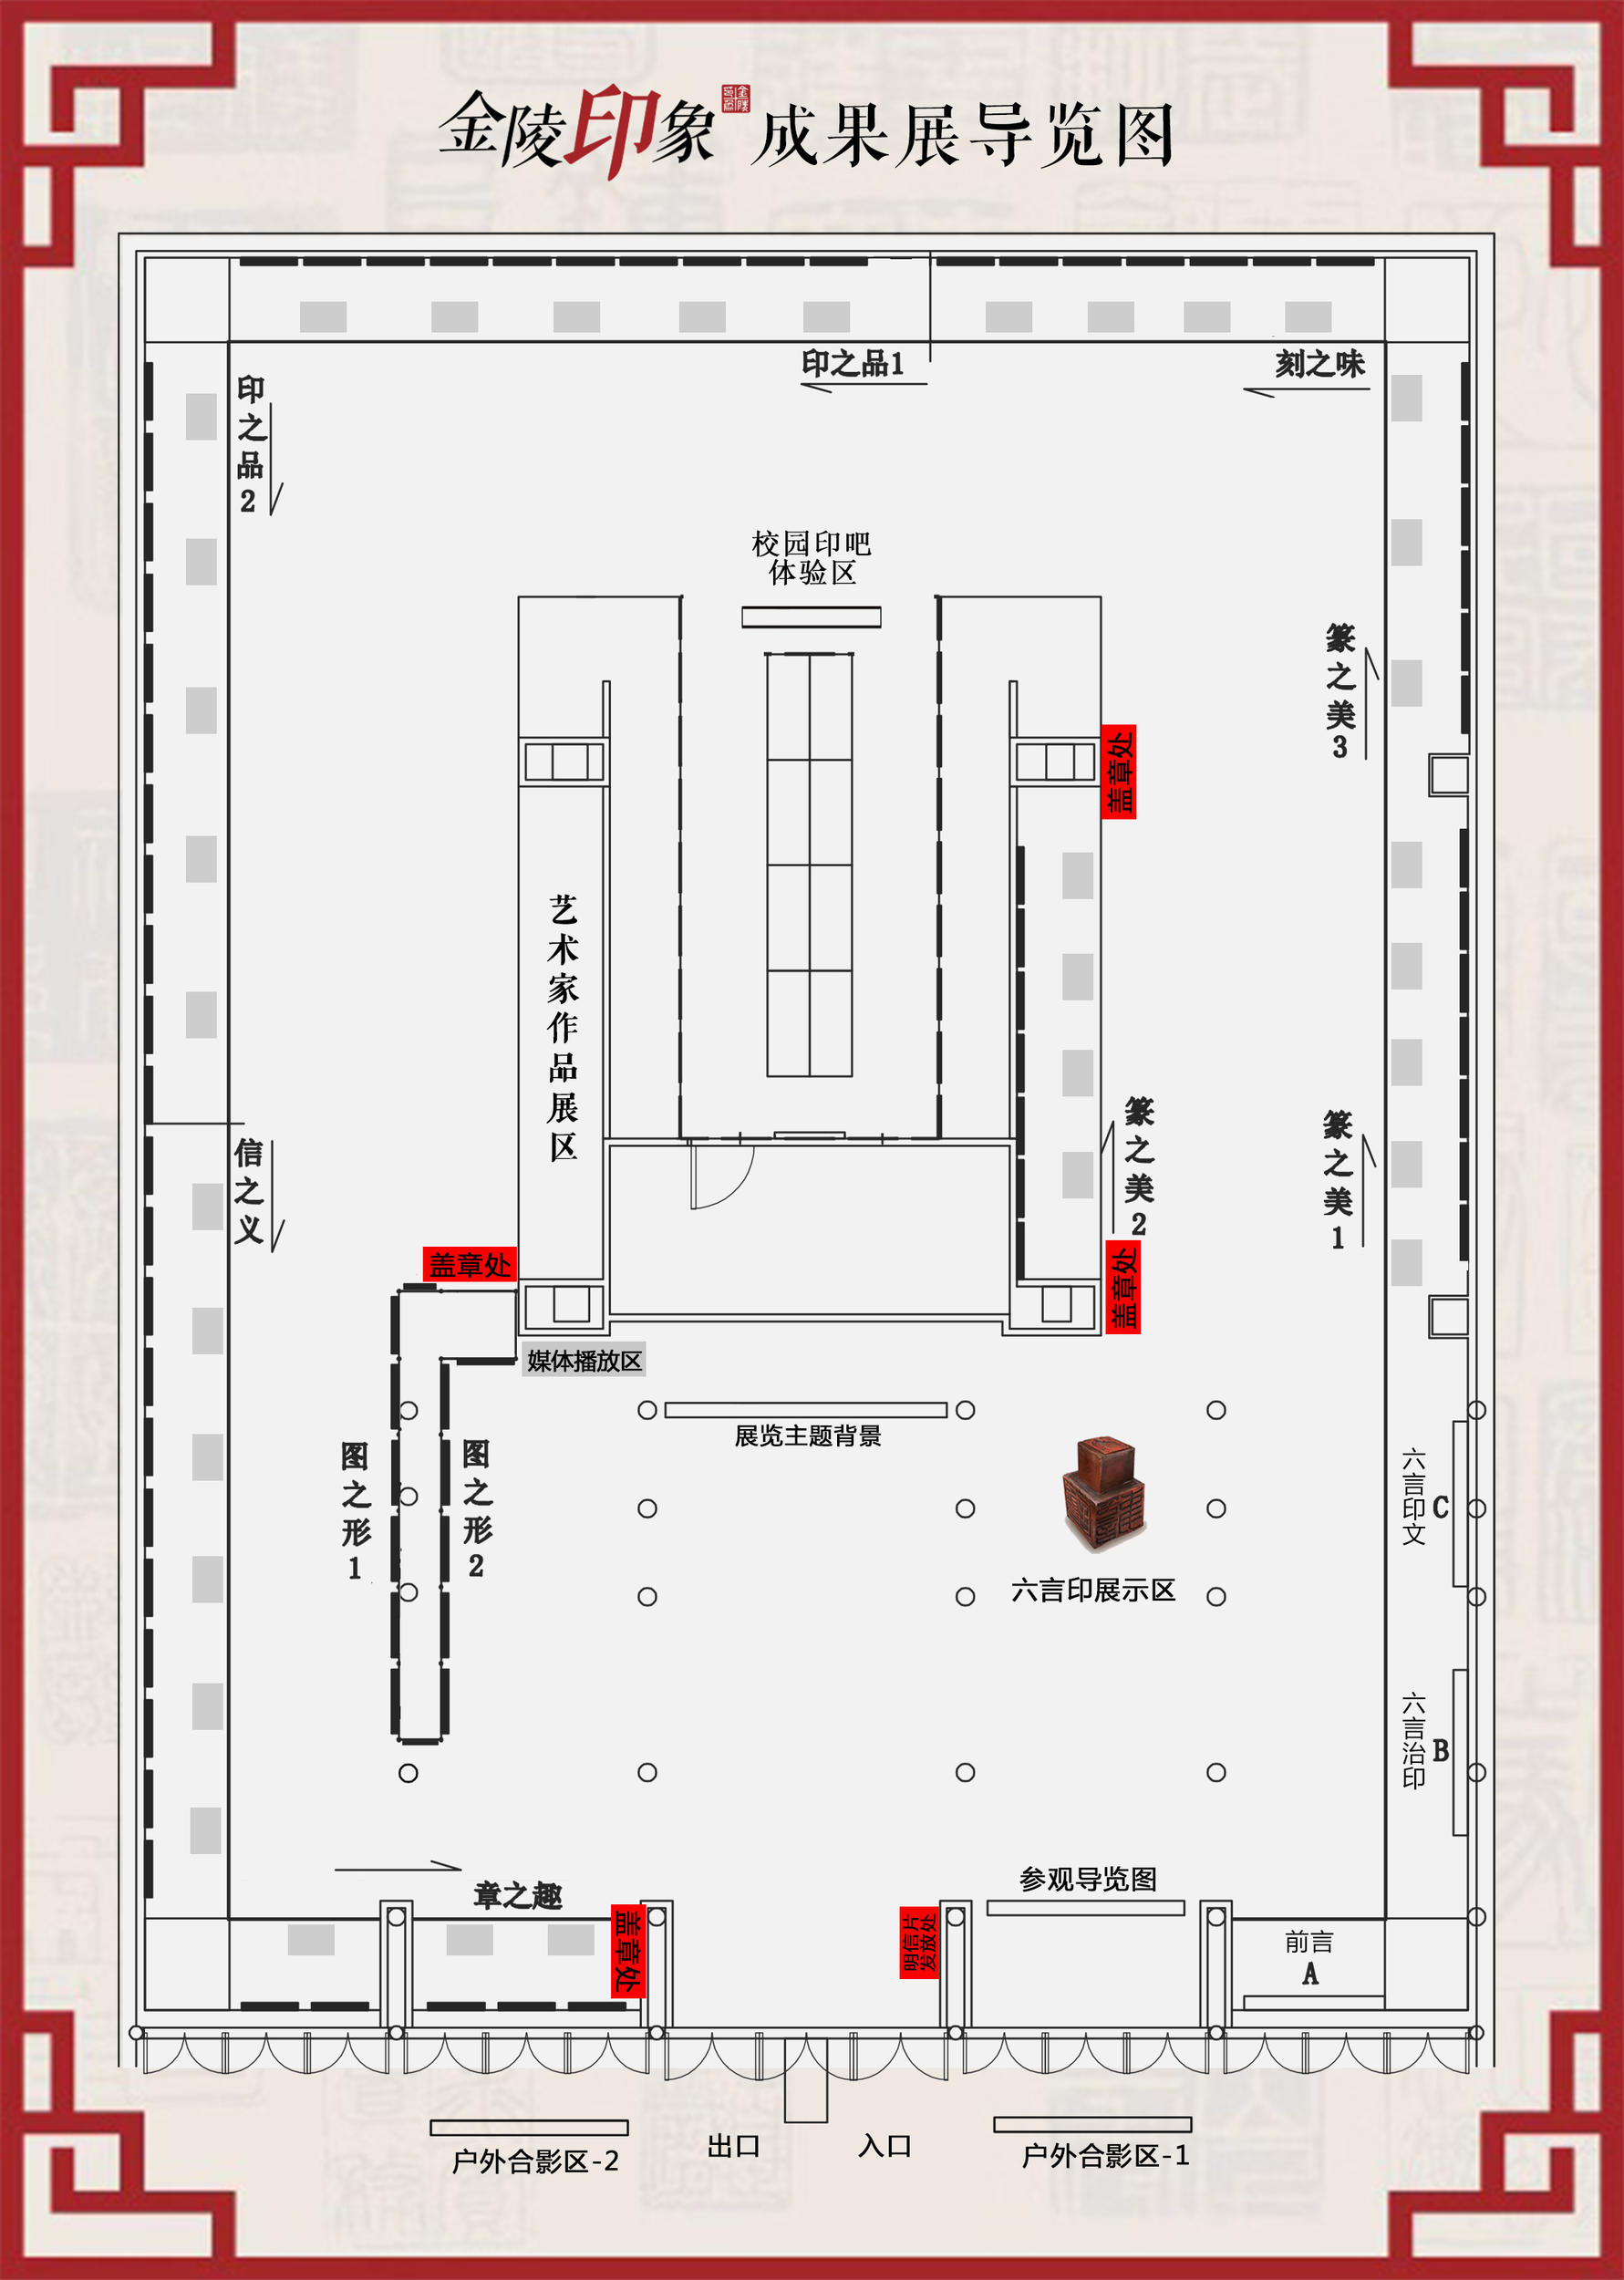 金陵印象 成果展导览图
印之品1
刻之味
印之品2
校园印吧
体验区
篆之美3
盖章处
艺术家作品展区
篆之美2
篆之美1
信之义
盖章处
盖章处
媒体播放区
展览主题背景
图之形1
图之形2
六言印文
C
六言印展示区
六言治印
B
参观导览图
章之趣
盖章处
明信片
发放处
前言
A
户外合影区-2
出口
入口
户外合影区-1